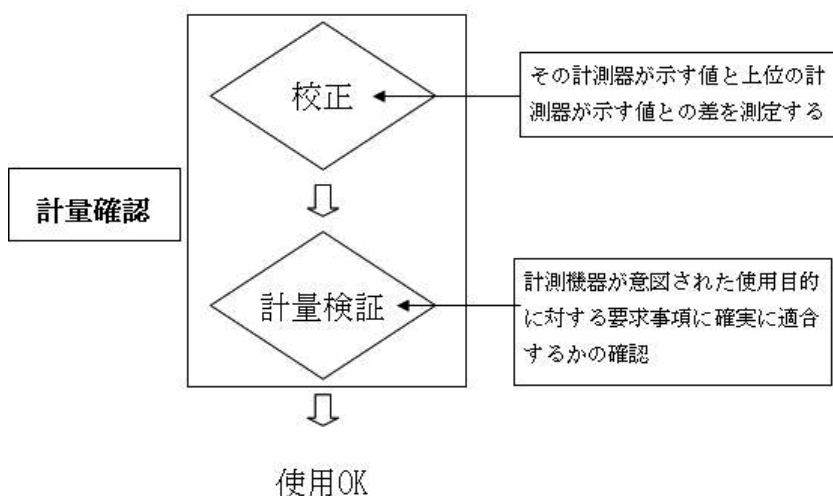 校正
その計測器が示す値と上位の計
測器が示す値との差を測定する
計量確認
計量検証
計測機器が意図された使用目的
に対する要求事項に確実に適合
するかの確認
使用OK